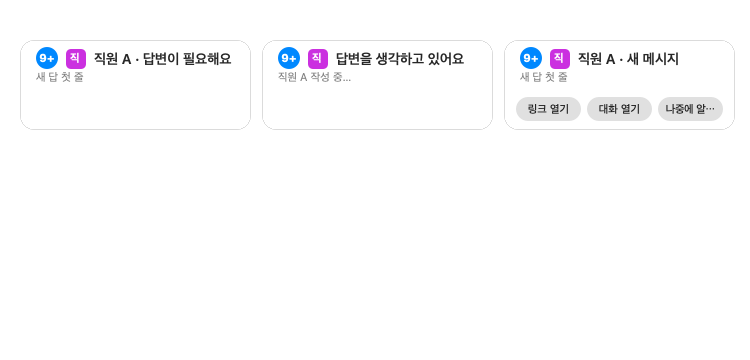 9+ 직 직원 A · 답변이 필요해요
새 답 첫 줄
9+ 직 답변을 생각하고 있어요
직원 A 작성 중...
9+ 직 직원 A · 새 메시지
새 답 첫 줄
링크 열기 대화 열기 나중에 알…